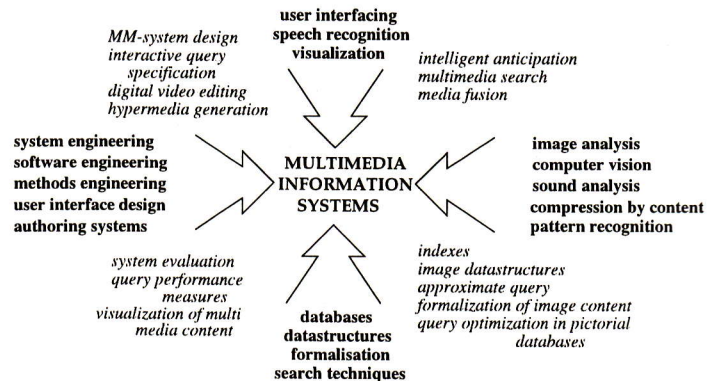 user interfacing
speech recognition
visualization
MM-system design
interactive query
specification
digital video editing
hypermedia generation
intelligent anticipation
multimedia search
media fusion
system engineering
software engineering
methods engineering
user interface design
authoring systems
MULTIMEDIA
INFORMATION
SYSTEMS
image analysis
computer vision
sound analysis
compression by content
pattern recognition
system evaluation
query performance
measures
visualization of multi
media content
databases
datastructures
formalisation
search techniques
indexes
image datastructures
approximate query
formalization of image content
query optimization in pictorial
databases